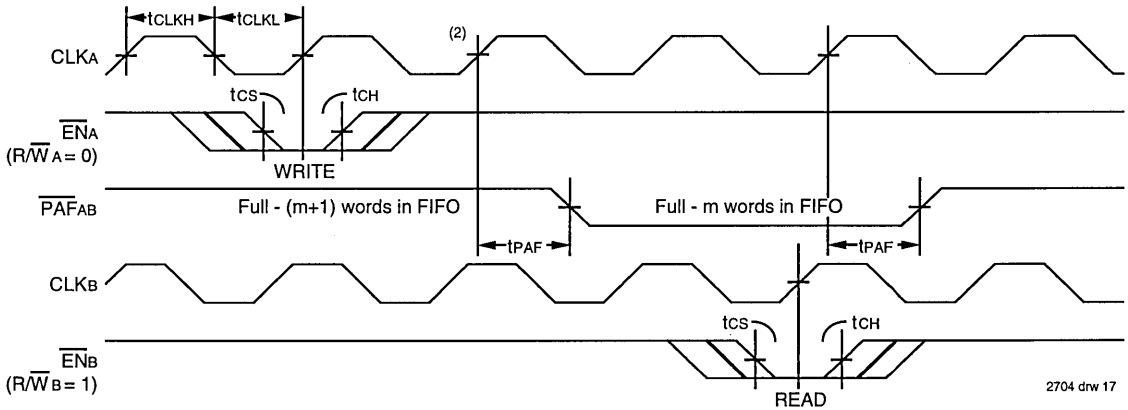 tCLKH tCLKL
CLKA
(2)
tCS tCH
ENA
(R/WA = 0)
WRITE
PAFAB
Full - (m+1) words in FIFO
Full - m words in FIFO
tPAF tPAF
CLKB
tCS tCH
ENB
(R/WB = 1)
READ
2704 drw 17